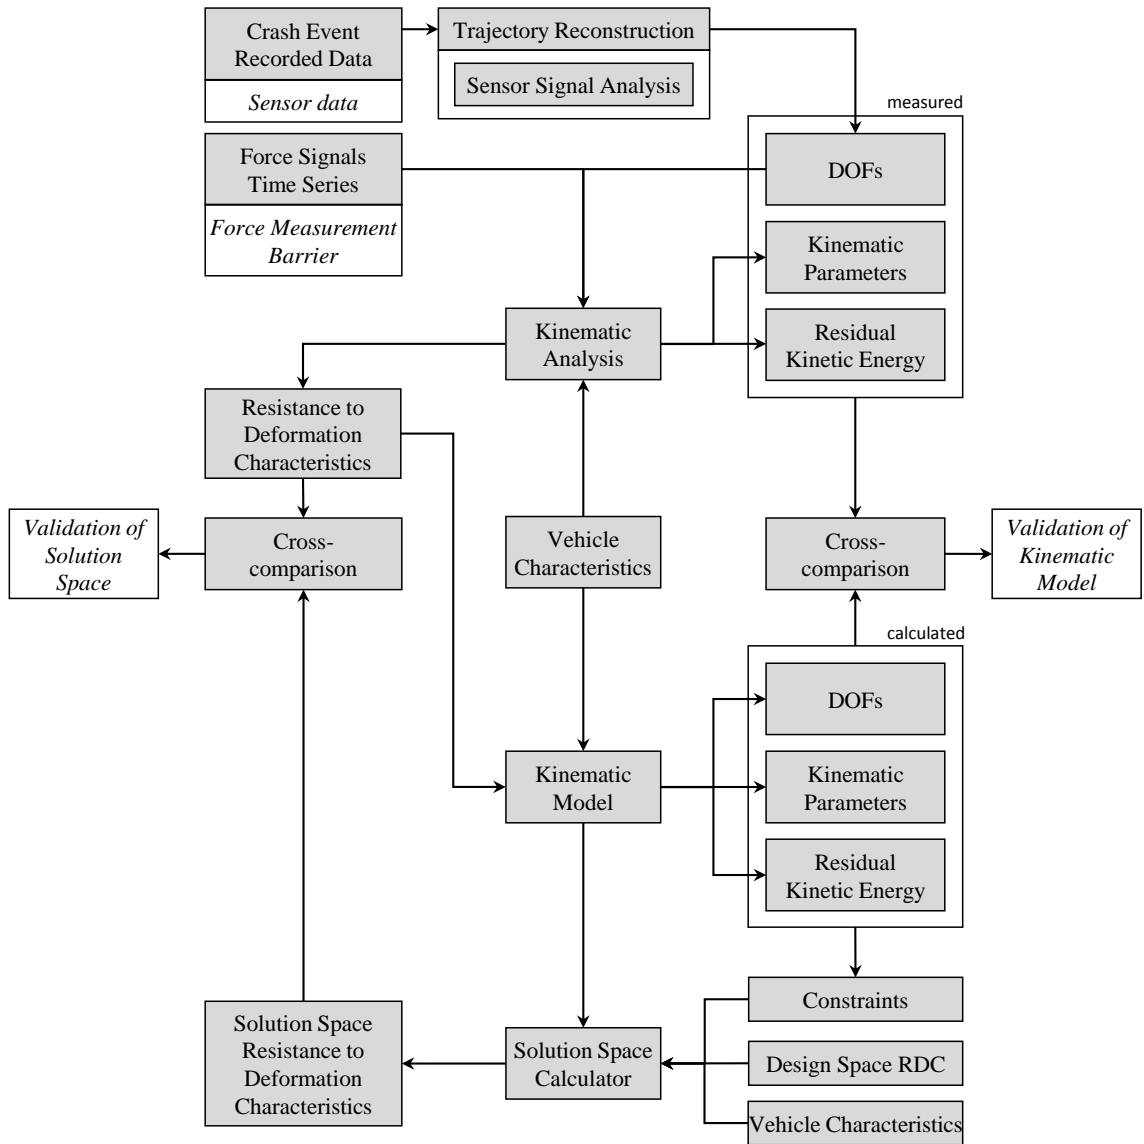 Crash Event
Recorded Data
Sensor data
Trajectory Reconstruction
Sensor Signal Analysis
measured
Force Signals
Time Series
Force Measurement
Barrier
DOFs
Kinematic
Parameters
Residual
Kinetic Energy
Kinematic
Analysis
Resistance to
Deformation
Characteristics
Validation of
Solution
Space
Cross-
comparison
Vehicle
Characteristics
Cross-
comparison
Validation of
Kinematic
Model
calculated
DOFs
Kinematic
Parameters
Residual
Kinetic Energy
Kinematic
Model
Constraints
Design Space RDC
Vehicle Characteristics
Solution Space
Calculator
Solution Space
Resistance to
Deformation
Characteristics